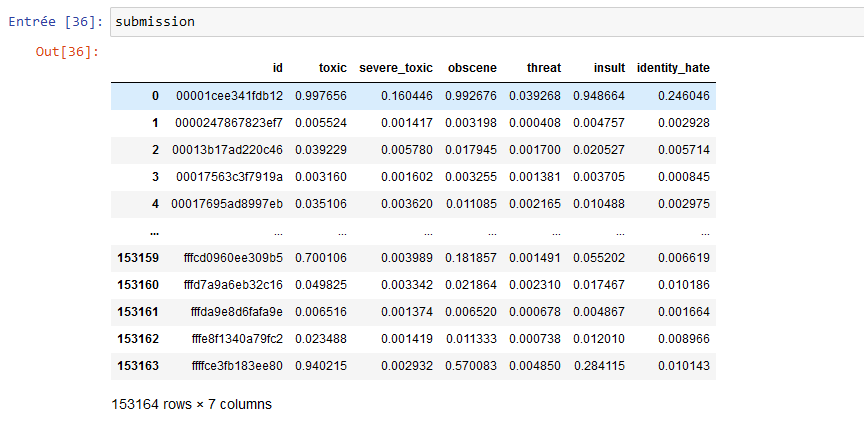 Entrée [36]: submission
Out[36]:
id toxic severe_toxic obscene threat insult identity_hate
0 00001cee341fdb12 0.997656 0.160446 0.992676 0.039268 0.948664 0.246046
1 0000247867823ef7 0.005524 0.001417 0.003198 0.000408 0.004757 0.002928
2 00013b17ad220c46 0.039229 0.005780 0.017945 0.001700 0.020527 0.005714
3 00017563c3f7919a 0.003160 0.001602 0.003255 0.001381 0.003705 0.000845
4 00017695ad8997eb 0.035106 0.003620 0.011085 0.002165 0.010488 0.002975
... ... ... ... ... ... ... ...
153159 fffcd0960ee309b5 0.700106 0.003989 0.181857 0.001491 0.055202 0.006619
153160 fffd7a9a6eb32c16 0.049825 0.003342 0.021864 0.002310 0.017467 0.010186
153161 fffda9e8d6fafa9e 0.006516 0.001374 0.006520 0.000678 0.004867 0.001664
153162 fffe8f1340a79fc2 0.023488 0.001419 0.011333 0.000738 0.012010 0.008966
153163 ffffce3fb183ee80 0.940215 0.002932 0.570083 0.004850 0.284115 0.010143
153164 rows × 7 columns